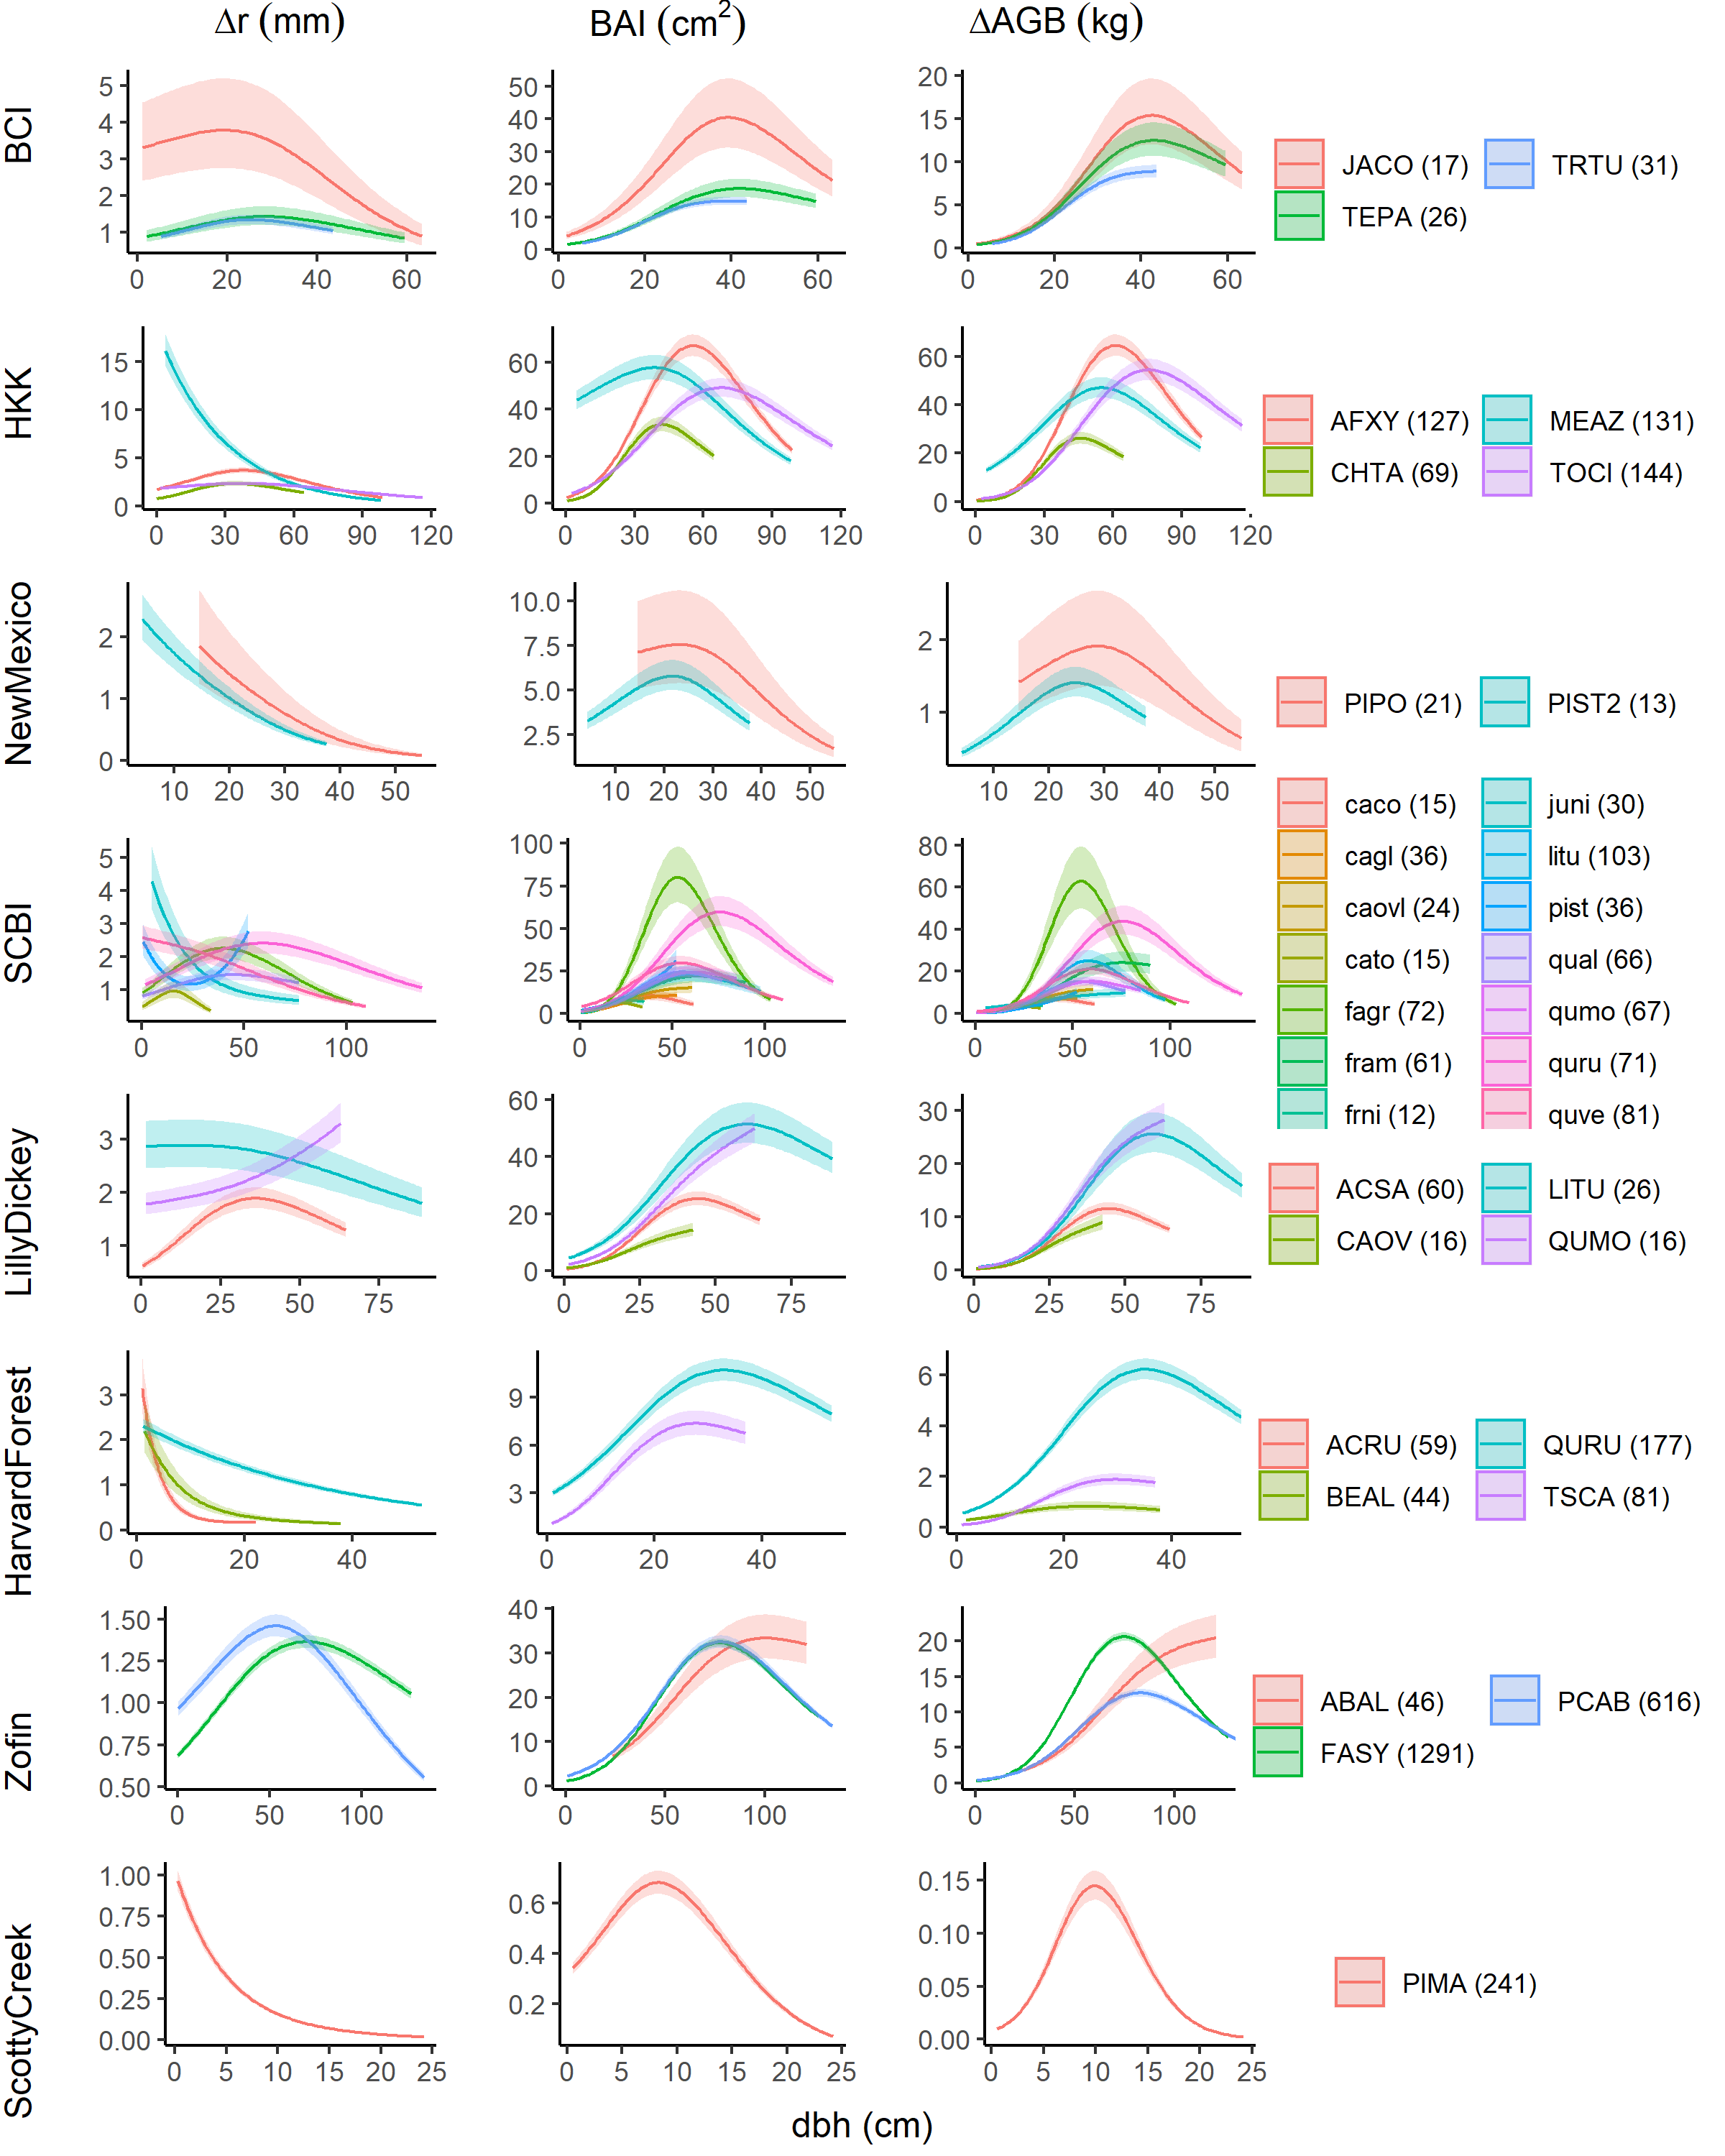 Δr (mm) BAI (cm²) ΔAGB (kg)
BCI
5
4
3
2
1
0 20 40 60
50
40
30
20
10
0
0 20 40 60
20
15
10
5
0
0 20 40 60
JACO (17) TRTU (31)
TEPA (26)
HKK
15
10
5
0
0 30 60 90 120
60
40
20
0
0 30 60 90 120
60
40
20
0
0 30 60 90 120
AFXY (127) MEAZ (131)
CHTA (69) TOCI (144)
NewMexico
2
1
0
10 20 30 40 50
10.0
7.5
5.0
2.5
10 20 30 40 50
2
1
10 20 30 40 50
PIPO (21) PIST2 (13)
SCBI
5
4
3
2
1
0 50 100
100
75
50
25
0
0 50 100
80
60
40
20
0
0 50 100
caco (15) juni (30)
cagl (36) litu (103)
caovl (24) pist (36)
cato (15) qual (66)
fagr (72) qumo (67)
fram (61) quru (71)
frni (12) quve (81)
LillyDickey
3
2
1
0 25 50 75
60
40
20
0
0 25 50 75
30
20
10
0
0 25 50 75
ACSA (60) LITU (26)
CAOV (16) QUMO (16)
HarvardForest
3
2
1
0
0 20 40
9
6
3
0 20 40
6
4
2
0
0 20 40
ACRU (59) QURU (177)
BEAL (44) TSCA (81)
Zofin
1.50
1.25
1.00
0.75
0.50
0 50 100
40
30
20
10
0
0 50 100
20
15
10
5
0
0 50 100
ABAL (46) PCAB (616)
FASY (1291)
ScottyCreek
1.00
0.75
0.50
0.25
0.00
0 5 10 15 20 25
0.6
0.4
0.2
0 5 10 15 20 25
0.15
0.10
0.05
0.00
0 5 10 15 20 25
PIMA (241)
dbh (cm)